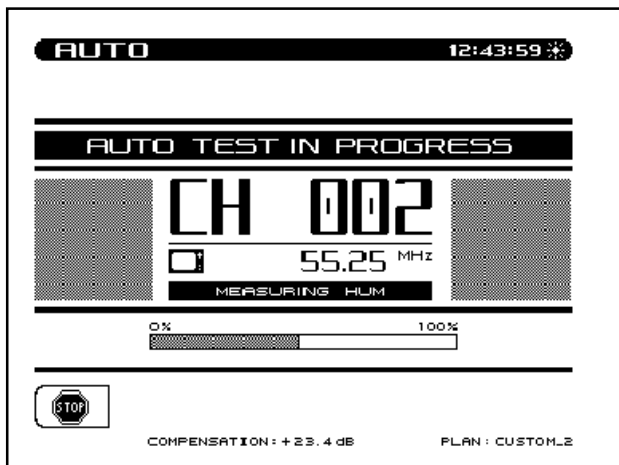 AUTO 12:43:59
AUTO TEST IN PROGRESS
CH 002
55.25 MHz
MEASURING HUM
0% 100%
STOP
COMPENSATION: +23.4 dB PLAN: CUSTOM_2